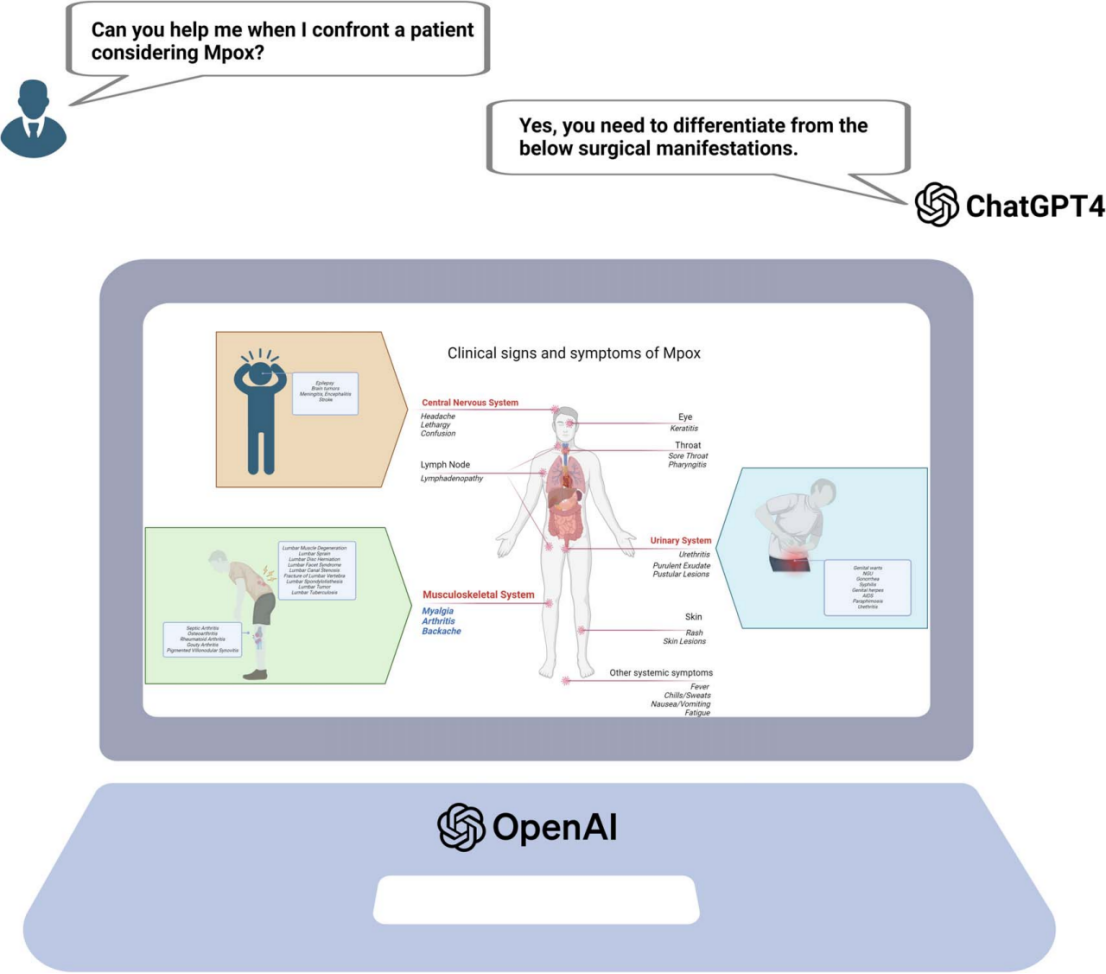 Can you help me when I confront a patient
considering Mpox?
Yes, you need to differentiate from the
below surgical manifestations.
ChatGPT4
Clinical signs and symptoms of Mpox
Epilepsy
Brain tumors
Meningitis; Encephalitis
Stroke
Central Nervous System
Headache
Lethargy
Confusion
Eye
Keratitis
Throat
Sore Throat
Pharyngitis
Lymph Node
Lymphadenopathy
Urinary System
Urethritis
Purulent Exudate
Pustular Lesions
Genital warts
NGU
Gonorrhea
Syphilis
Genital herpes
AIDS
Paraphimosis
Urethritis
Lumbar Muscle Degeneration
Lumbar Sprain
Lumbar Disc Herniation
Lumbar Facet Syndrome
Lumbar Canal Stenosis
Fracture of Lumbar Vertebra
Lumbar Spondylolisthesis
Lumbar Tumor
Lumbar Tuberculosis
Septic Arthritis
Osteoarthritis
Rheumatoid Arthritis
Gouty Arthritis
Pigmented Villonodular Synovitis
Musculoskeletal System
Myalgia
Arthritis
Backache
Skin
Rash
Skin Lesions
Other systemic symptoms
Fever
Chills/Sweats
Nausea/Vomiting
Fatigue
OpenAI